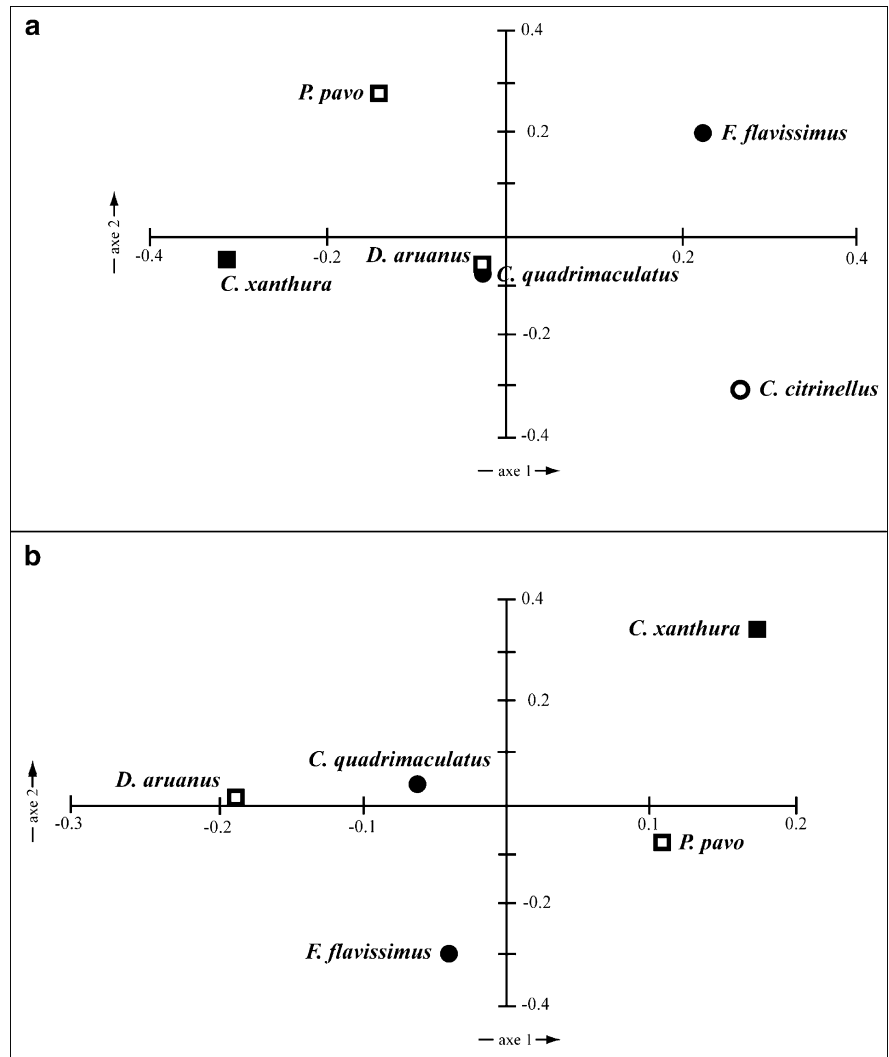 a
0.4
P. pavo
0.2
F. flavissimus
axe 2
-0.4
-0.2
D. aruanus
0.2
0.4
C. xanthura
C. quadrimaculatus
-0.2
C. citrinellus
-0.4
axe 1
b
0.4
C. xanthura
0.2
C. quadrimaculatus
D. aruanus
axe 2
-0.3
-0.2
-0.1
0.1
0.2
P. pavo
-0.2
F. flavissimus
-0.4
axe 1